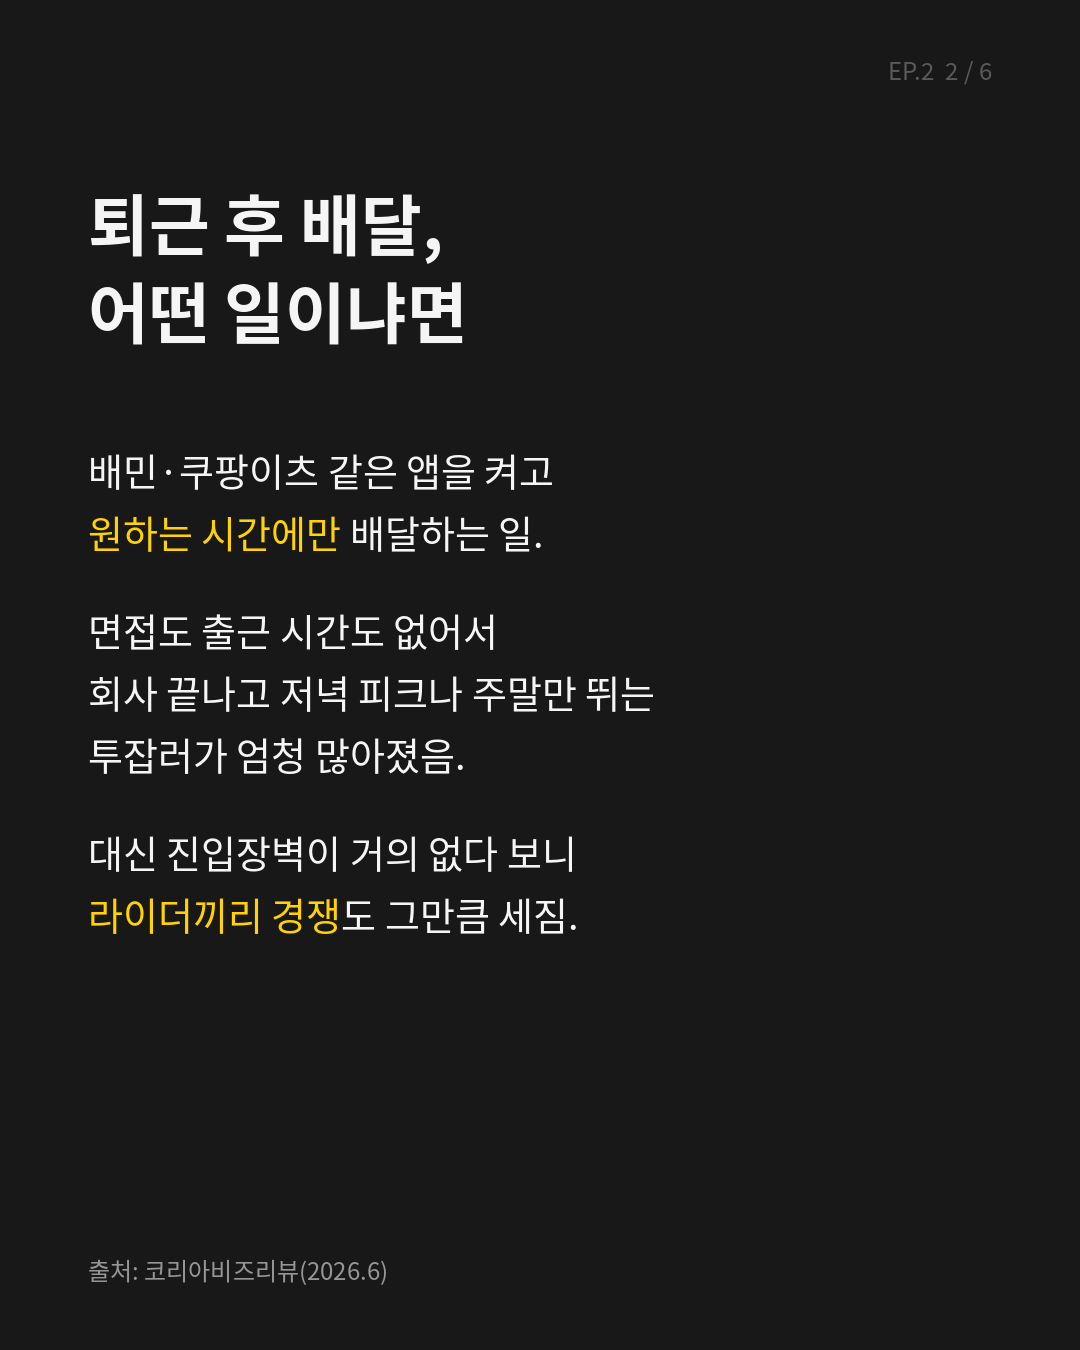 EP.2 2 / 6
퇴근 후 배달,
어떤 일이냐면
배민·쿠팡이츠 같은 앱을 켜고
원하는 시간에만 배달하는 일.
면접도 출근 시간도 없어서
회사 끝나고 저녁 피크나 주말만 뛰는
투잡러가 엄청 많아졌음.
대신 진입장벽이 거의 없다 보니
라이더끼리 경쟁도 그만큼 세짐.
출처: 코리아비즈리뷰(2026.6)